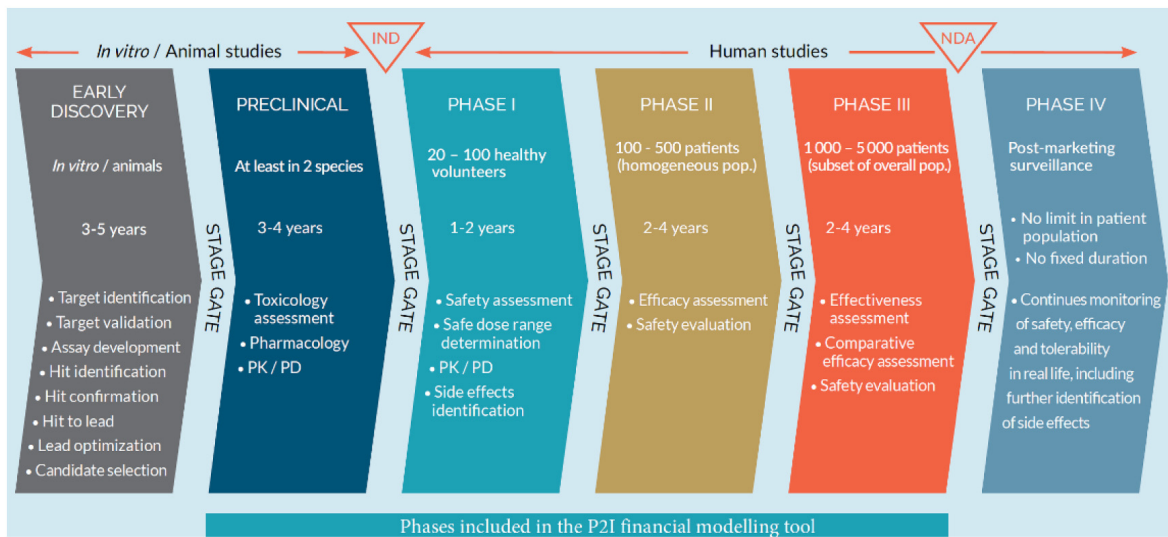 In vitro / Animal studies
IND
Human studies
NDA
EARLY
DISCOVERY
In vitro / animals
3-5 years
• Target identification
• Target validation
• Assay development
• Hit identification
• Hit confirmation
• Hit to lead
• Lead optimization
• Candidate selection
STAGE GATE
PRECLINICAL
At least in 2 species
3-4 years
• Toxicology
assessment
• Pharmacology
• PK / PD
STAGE GATE
PHASE I
20 – 100 healthy
volunteers
1-2 years
• Safety assessment
• Safe dose range
determination
• PK / PD
• Side effects
identification
STAGE GATE
PHASE II
100 - 500 patients
(homogeneous pop.)
2-4 years
• Efficacy assessment
• Safety evaluation
STAGE GATE
PHASE III
1 000 – 5 000 patients
(subset of overall pop.)
2-4 years
• Effectiveness
assessment
• Comparative
efficacy assessment
• Safety evaluation
STAGE GATE
PHASE IV
Post-marketing
surveillance
• No limit in patient
population
• No fixed duration
• Continues monitoring
of safety, efficacy
and tolerability
in real life, including
further identification
of side effects
Phases included in the P2I financial modelling tool